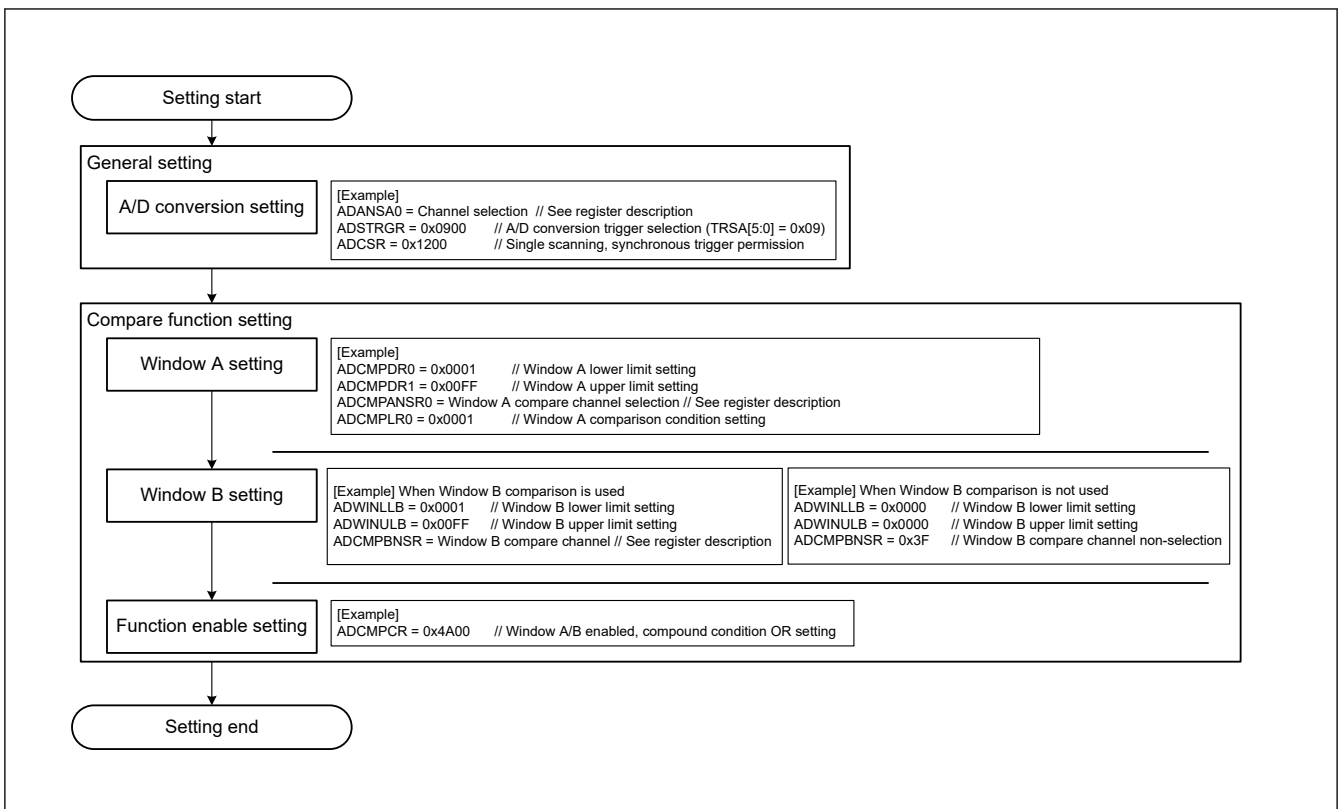 Setting start
General setting
A/D conversion setting
[Example]
ADANSA0 = Channel selection // See register description
ADSTRGR = 0x0900 // A/D conversion trigger selection (TRSA[5:0] = 0x09)
ADCSR = 0x1200 // Single scanning, synchronous trigger permission
Compare function setting
Window A setting
[Example]
ADCMPDR0 = 0x0001 // Window A lower limit setting
ADCMPDR1 = 0x00FF // Window A upper limit setting
ADCMPANSR0 = Window A compare channel selection // See register description
ADCMPLR0 = 0x0001 // Window A comparison condition setting
Window B setting
[Example] When Window B comparison is used
ADWINLLB = 0x0001 // Window B lower limit setting
ADWINULB = 0x00FF // Window B upper limit setting
ADCMPBNSR = Window B compare channel // See register description
[Example] When Window B comparison is not used
ADWINLLB = 0x0000 // Window B lower limit setting
ADWINULB = 0x0000 // Window B upper limit setting
ADCMPBNSR = 0x3F // Window B compare channel non-selection
Function enable setting
[Example]
ADCMPCR = 0x4A00 // Window A/B enabled, compound condition OR setting
Setting end